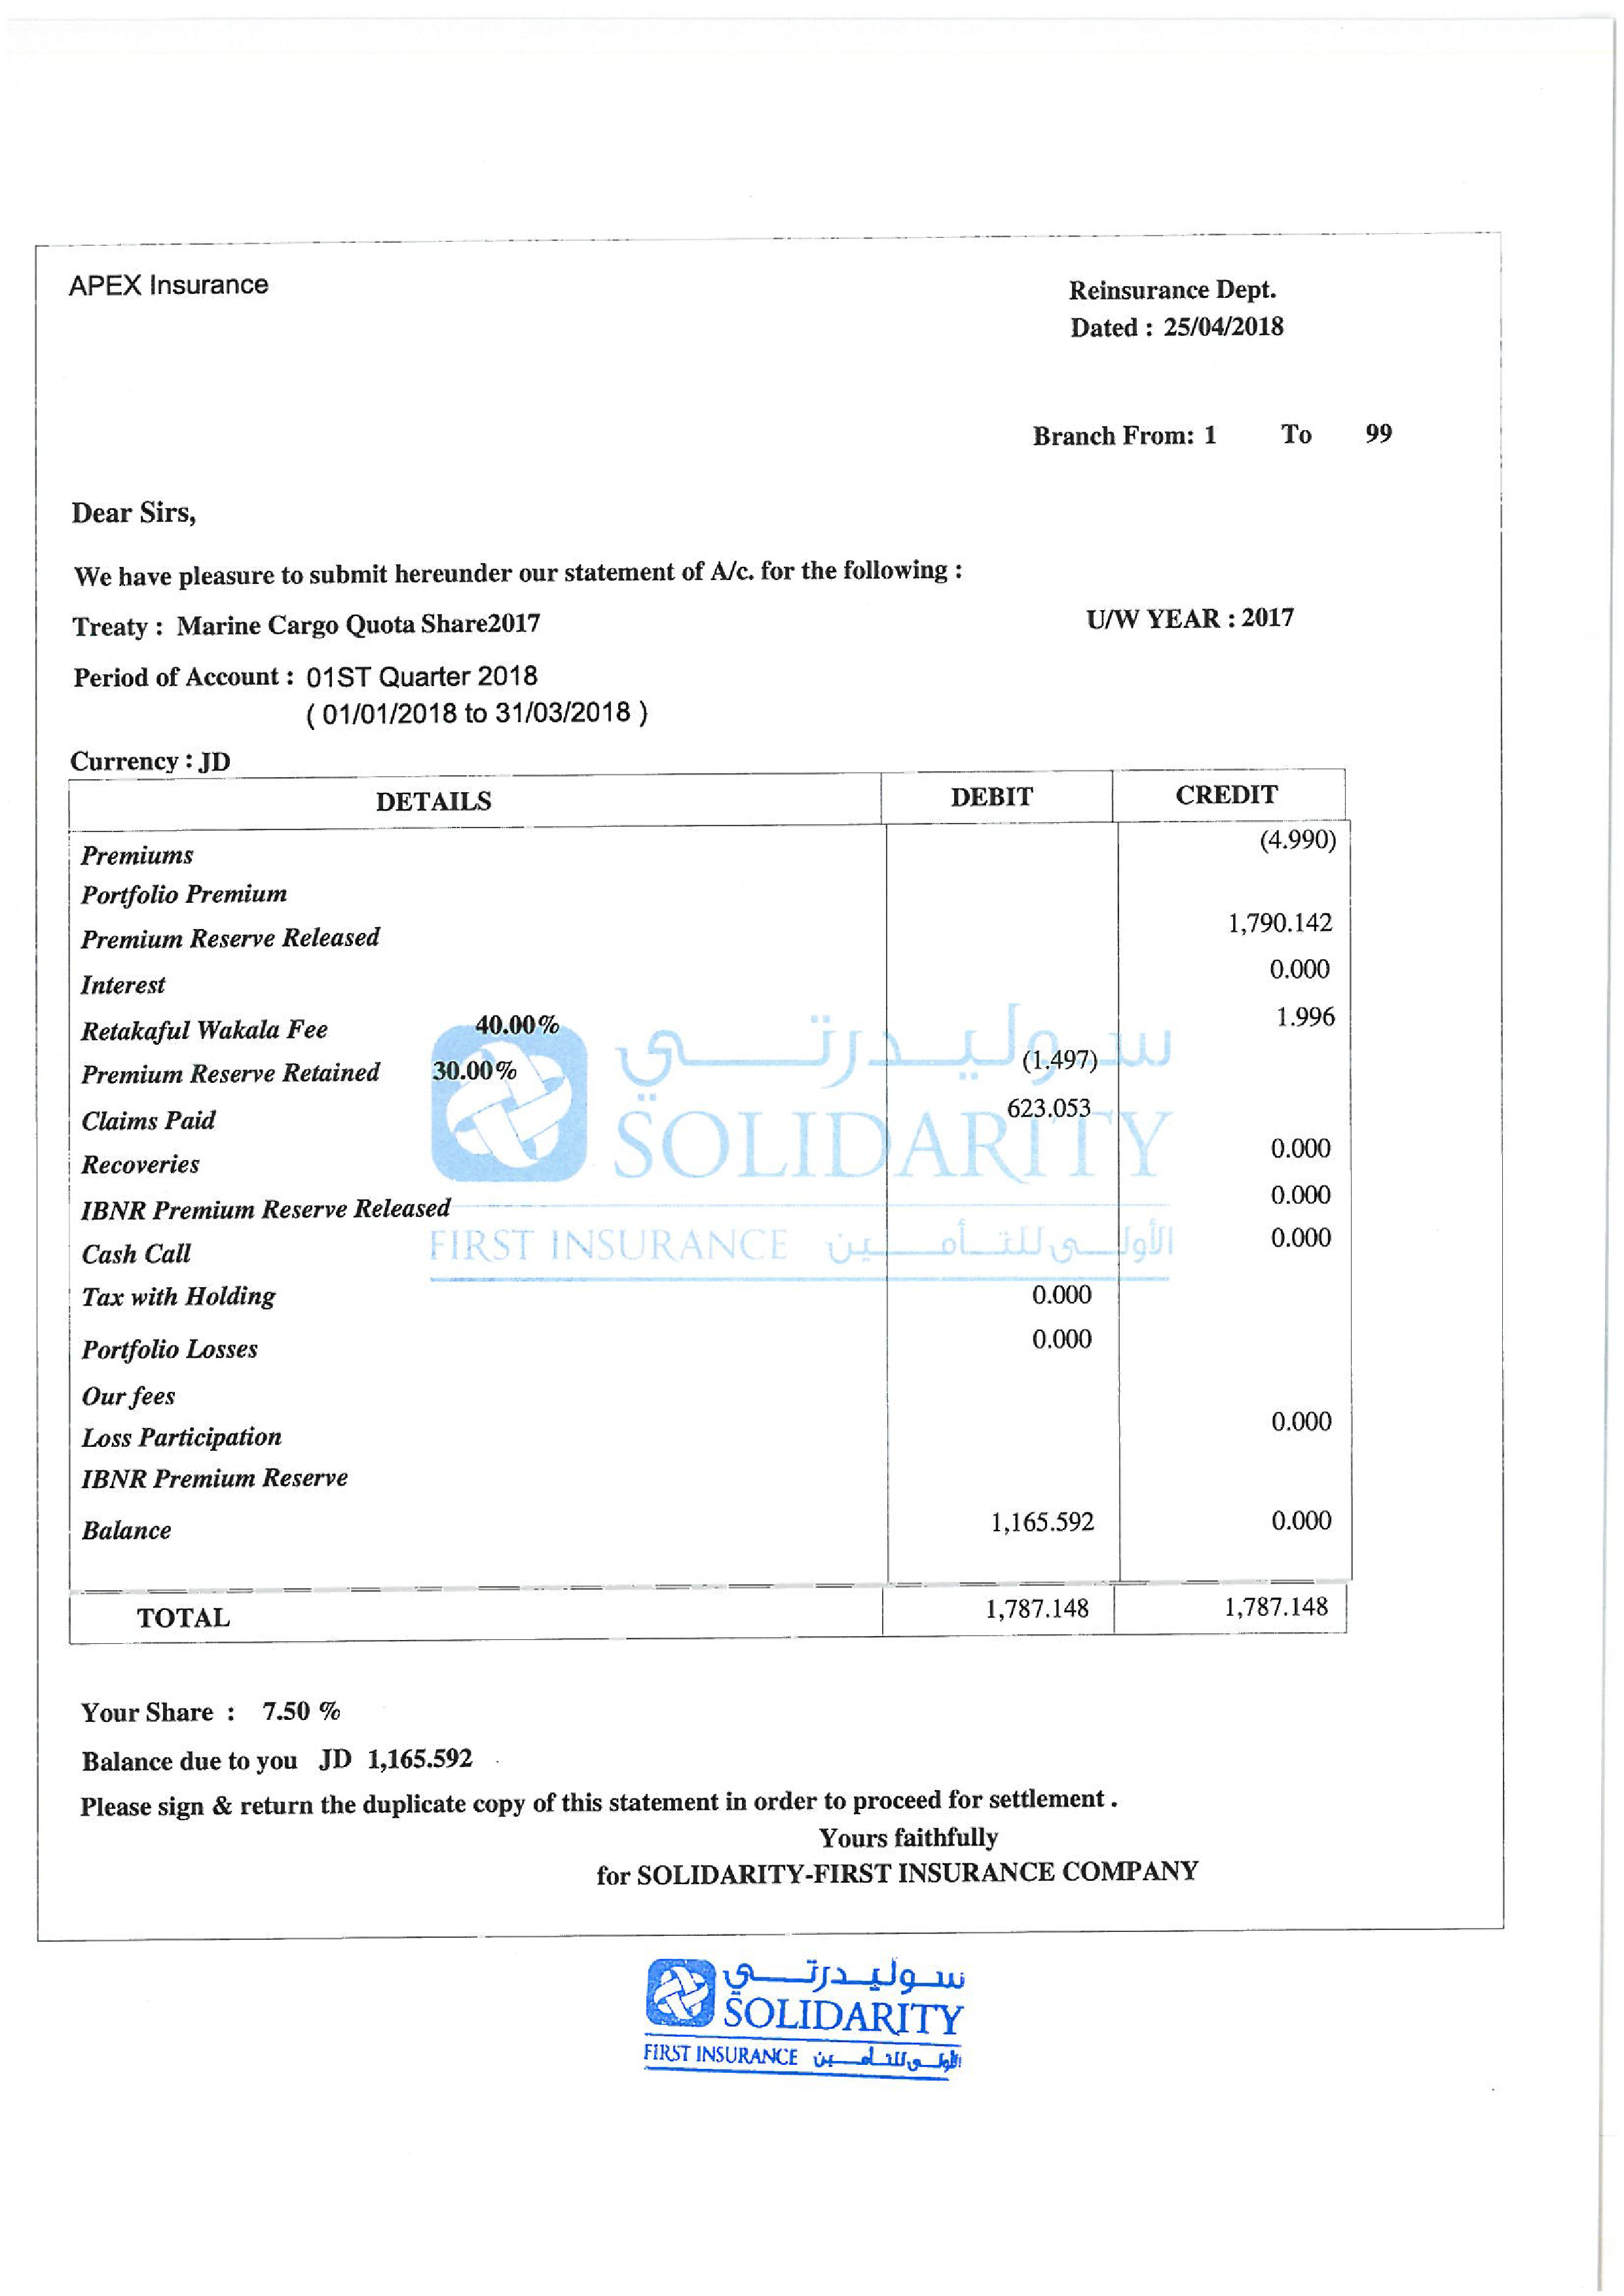 APEX Insurance
Reinsurance Dept.
Dated : 25/04/2018
Branch From: 1 To 99
Dear Sirs,
We have pleasure to submit hereunder our statement of A/c. for the following :
Treaty : Marine Cargo Quota Share2017 U/W YEAR : 2017
Period of Account : 01ST Quarter 2018
( 01/01/2018 to 31/03/2018 )
Currency : JD
DETAILS DEBIT CREDIT
Premiums (4.990)
Portfolio Premium
Premium Reserve Released 1,790.142
Interest 0.000
Retakaful Wakala Fee 40.00% 1.996
Premium Reserve Retained 30.00% (1.497)
Claims Paid 623.053
Recoveries 0.000
IBNR Premium Reserve Released 0.000
Cash Call 0.000
Tax with Holding 0.000
Portfolio Losses 0.000
Our fees
Loss Participation 0.000
IBNR Premium Reserve
Balance 1,165.592 0.000
TOTAL 1,787.148 1,787.148
سوليدرتي
SOLIDARITY
FIRST INSURANCE الأولى للتأمين
Your Share : 7.50 %
Balance due to you JD 1,165.592
Please sign & return the duplicate copy of this statement in order to proceed for settlement .
Yours faithfully
for SOLIDARITY-FIRST INSURANCE COMPANY
سوليدرتي
SOLIDARITY
FIRST INSURANCE الأولى للتأمين